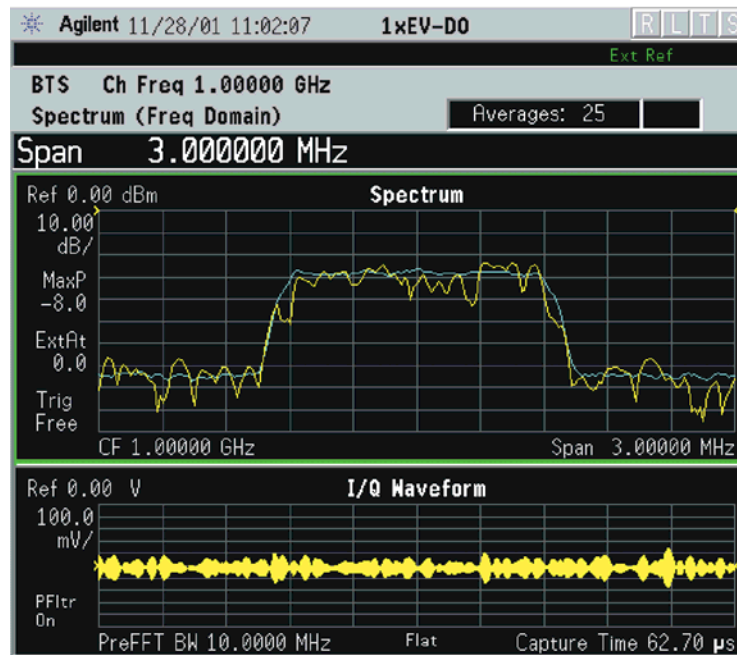 Agilent 11/28/01 11:02:07 1xEV-DO R L T S
Ext Ref
BTS Ch Freq 1.00000 GHz
Spectrum (Freq Domain) Averages: 25
Span 3.000000 MHz
Ref 0.00 dBm Spectrum
10.00
dB/
MaxP
-8.0
ExtAt
0.0
Trig
Free
CF 1.00000 GHz Span 3.00000 MHz
Ref 0.00 V I/Q Waveform
100.0
mV/
PFltr
On
PreFFT BW 10.0000 MHz Flat Capture Time 62.70 µs